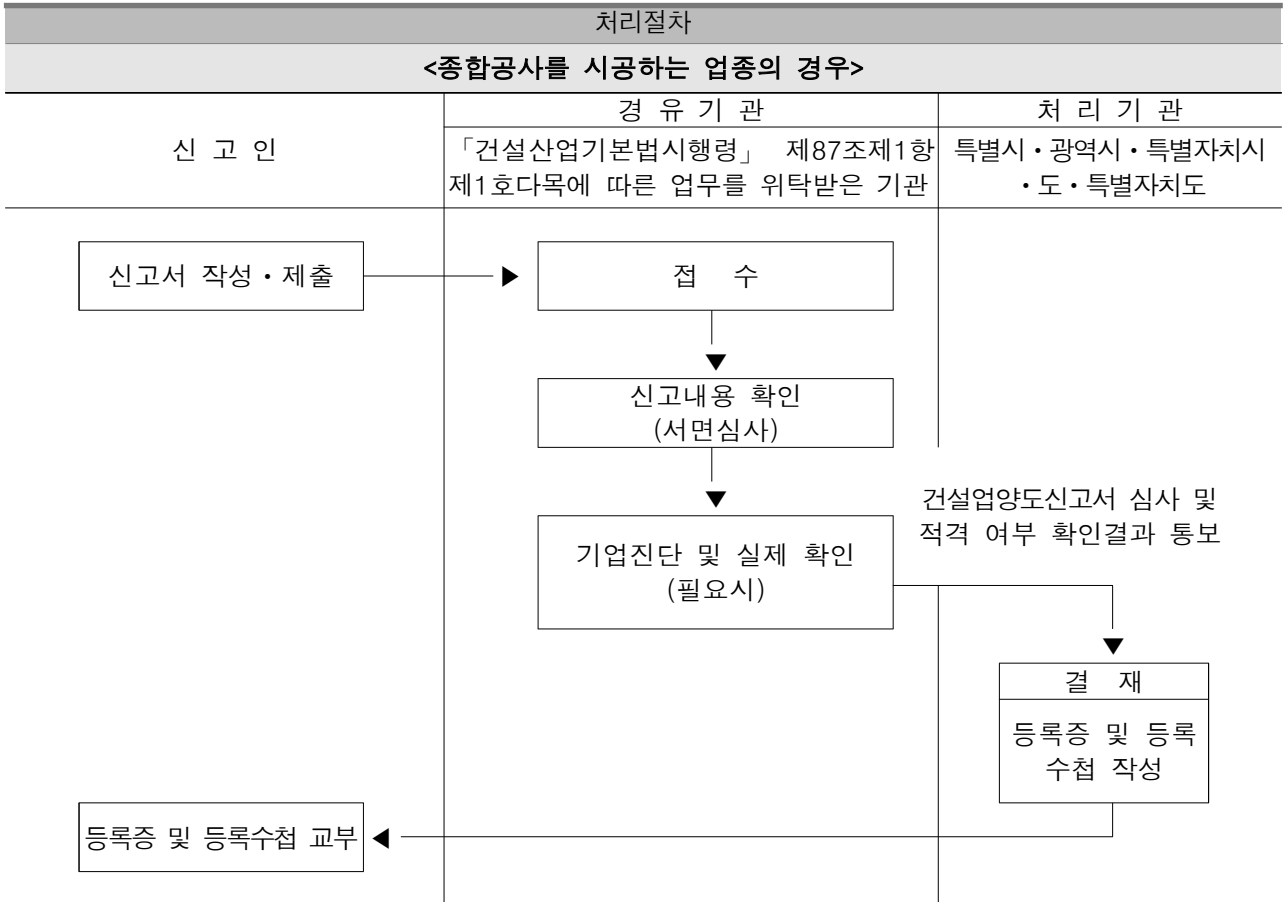 처리절차
<종합공사를 시공하는 업종의 경우>
신 고 인
경 유 기 관
처 리 기 관
「건설산업기본법시행령」 제87조제1항
제1호다목에 따른 업무를 위탁받은 기관
특별시·광역시·특별자치시
·도·특별자치도
신고서 작성·제출
접 수
신고내용 확인
(서면심사)
건설업양도신고서 심사 및
적격 여부 확인결과 통보
기업진단 및 실제 확인
(필요시)
결 재
등록증 및 등록
수첩 작성
등록증 및 등록수첩 교부